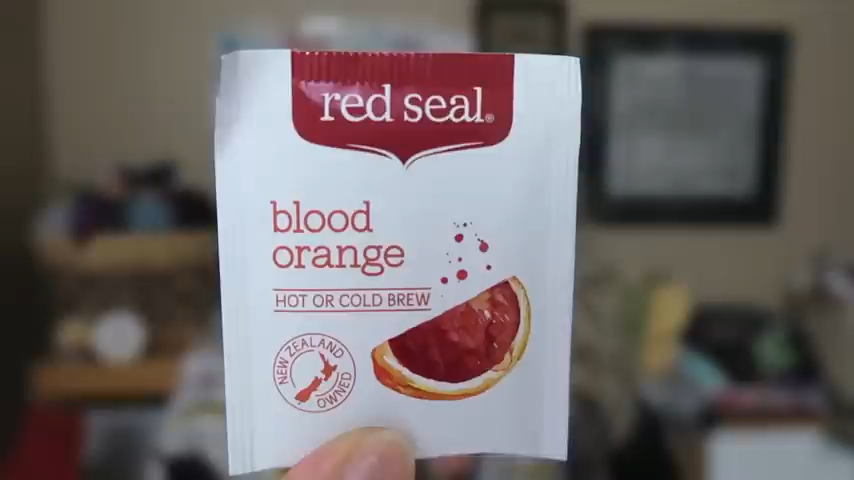 red seal®
blood
orange
HOT OR COLD BREW
NEW ZEALAND
OWNED